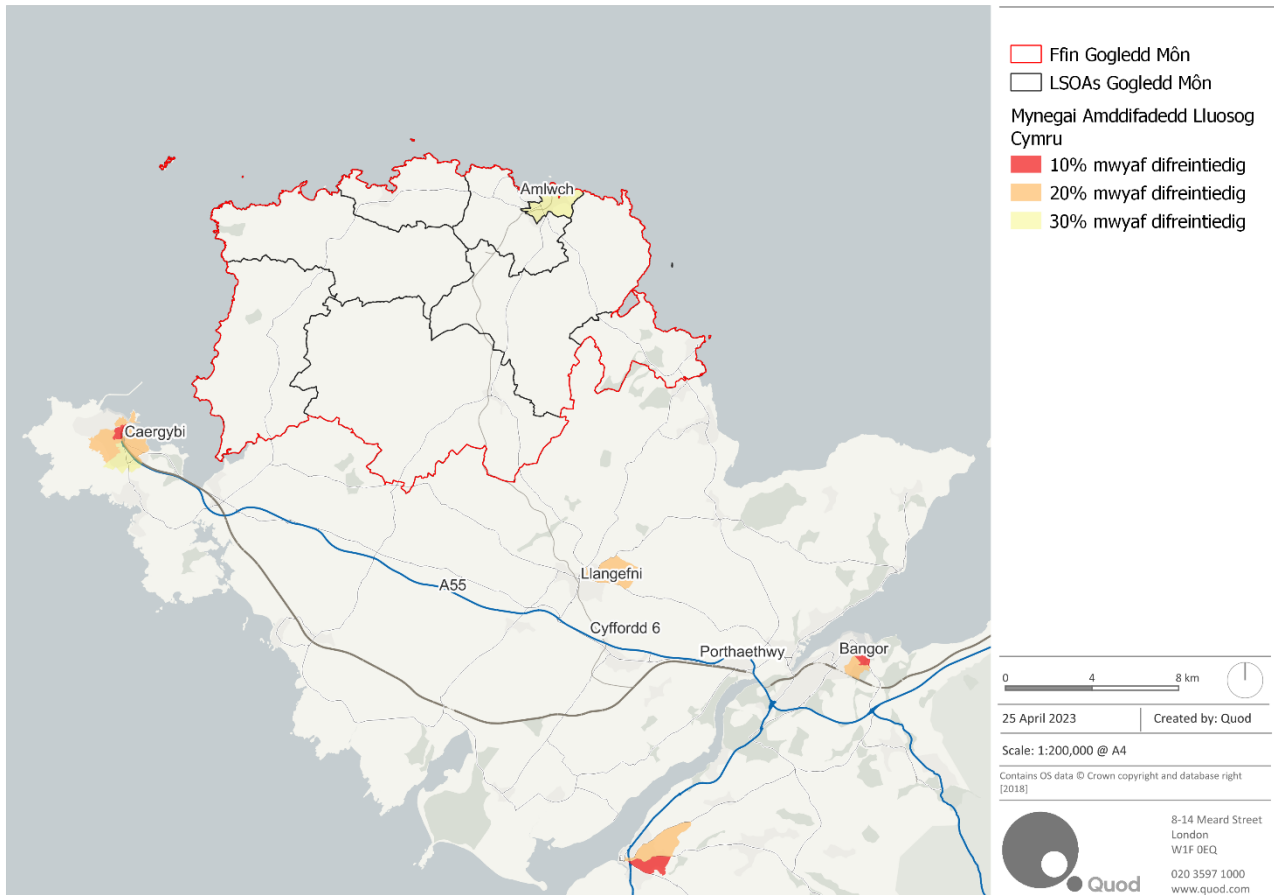 Amlwch
Caergybi
Llangefni
A55
Cyffordd 6
Porthaethwy
Bangor
Ffin Gogledd Môn
LSOAs Gogledd Môn
Mynegai Amddifadedd Lluosog
Cymru
10% mwyaf difreintiedig
20% mwyaf difreintiedig
30% mwyaf difreintiedig
0 4 8 km
25 April 2023
Created by: Quod
Scale: 1:200,000 @ A4
Contains OS data © Crown copyright and database right
[2018]
Quod
8-14 Meard Street
London
W1F 0EQ
020 3597 1000
www.quod.com